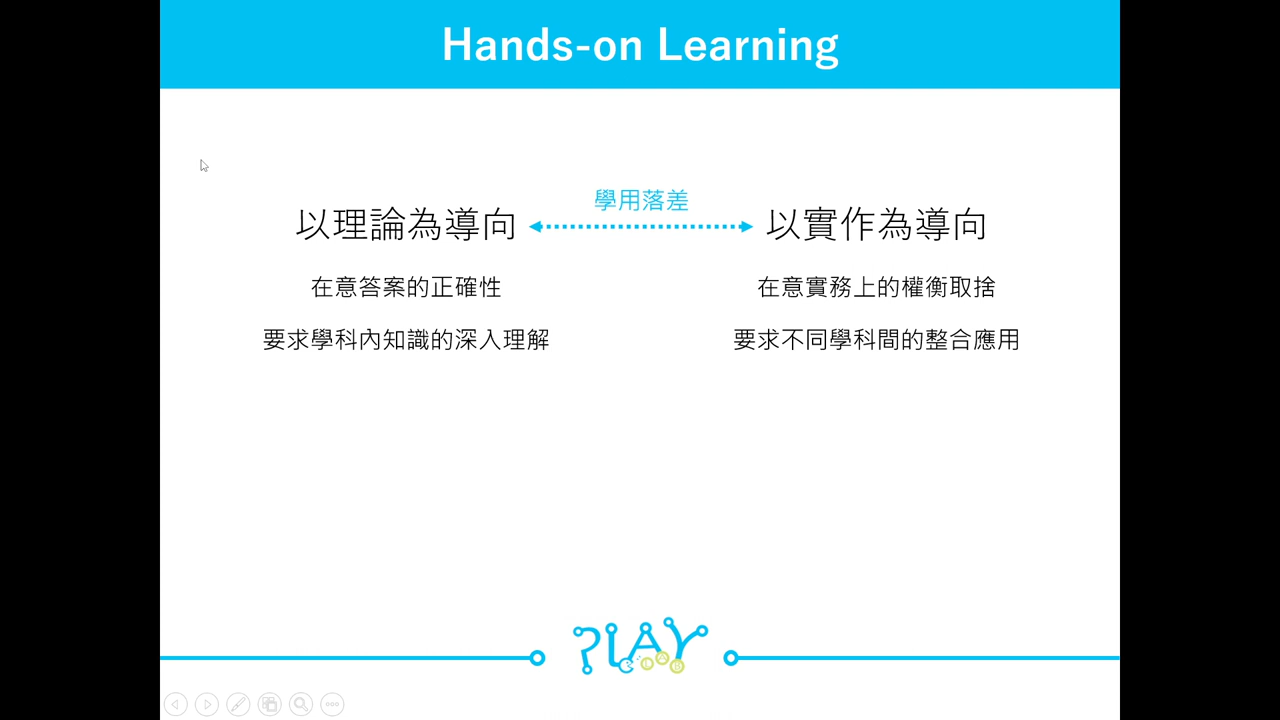 Hands-on Learning
學用落差
以理論為導向
以實作為導向
在意答案的正確性
在意實務上的權衡取捨
要求學科內知識的深入理解
要求不同學科間的整合應用
PLAY
LAB